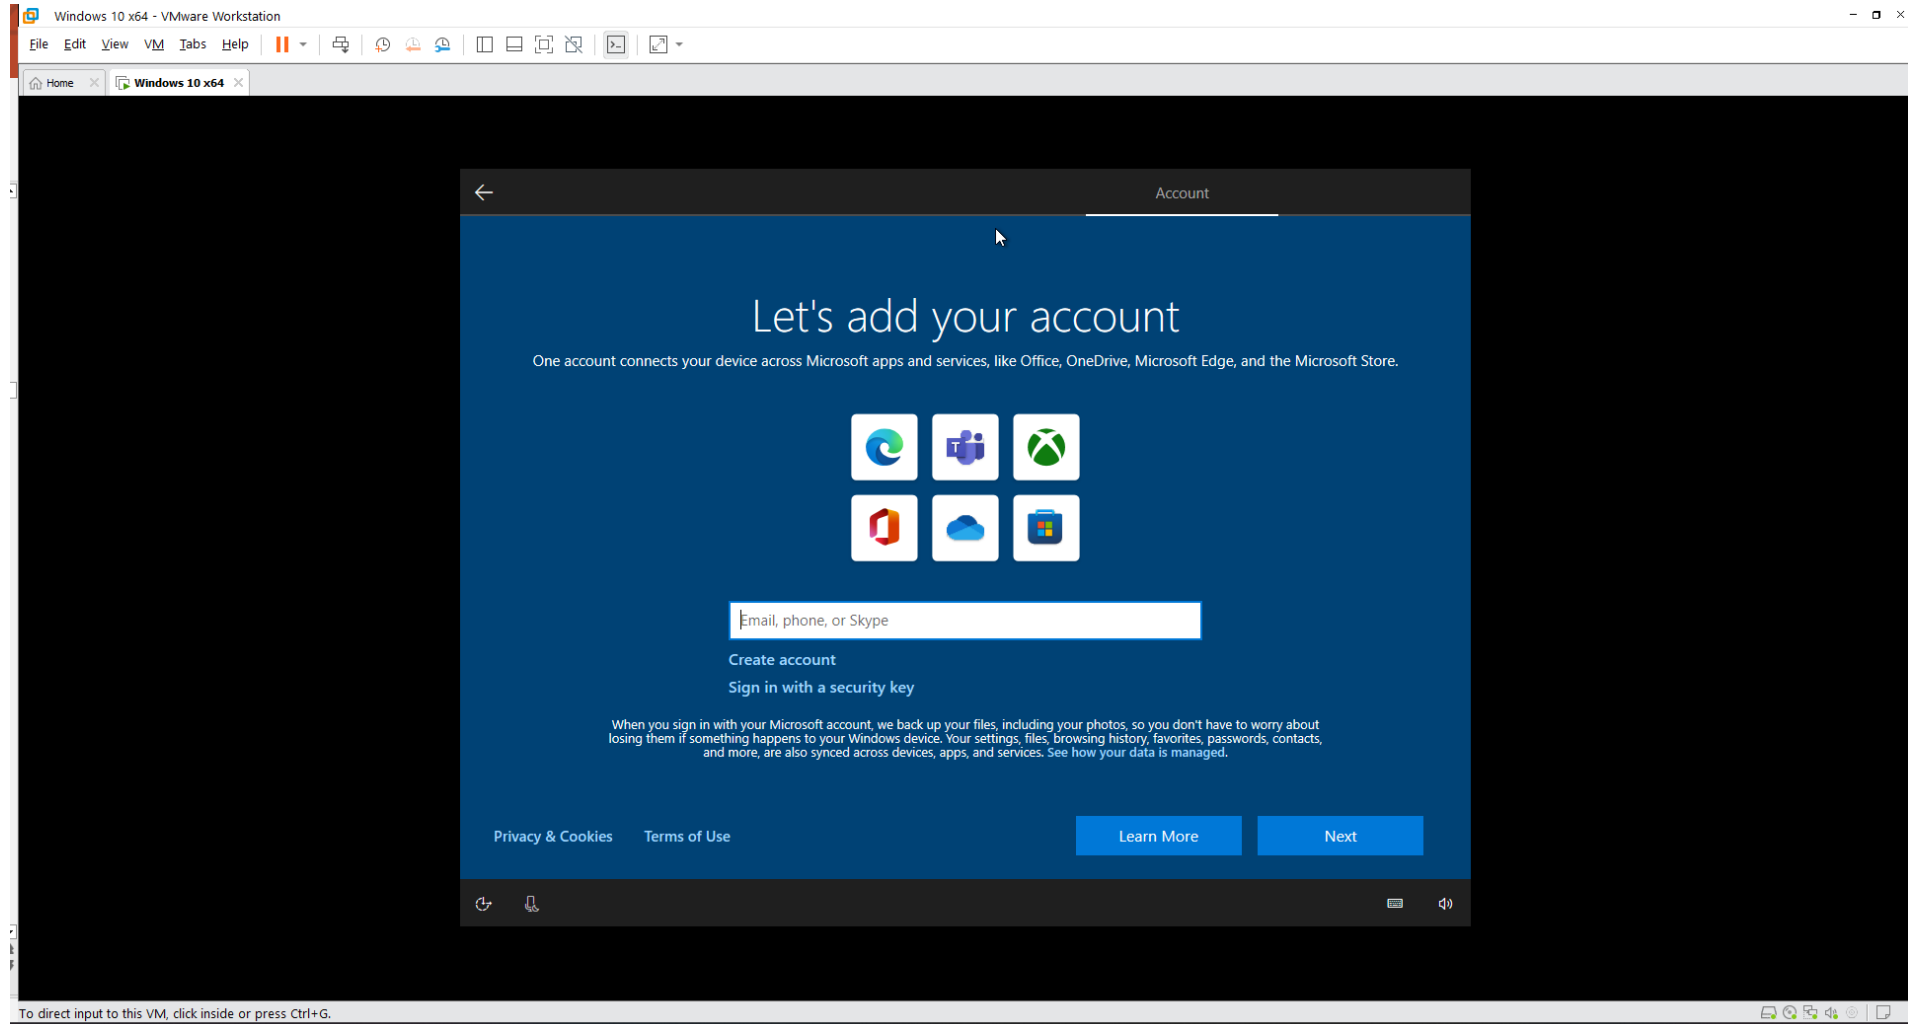 Windows 10 x64 - VMware Workstation
File Edit View VM Tabs Help
Home Windows 10 x64
Account
Let's add your account
One account connects your device across Microsoft apps and services, like Office, OneDrive, Microsoft Edge, and the Microsoft Store.
Email, phone, or Skype
Create account
Sign in with a security key
When you sign in with your Microsoft account, we back up your files, including your photos, so you don't have to worry about
losing them if something happens to your Windows device. Your settings, files, browsing history, favorites, passwords, contacts,
and more, are also synced across devices, apps, and services. See how your data is managed.
Privacy & Cookies Terms of Use Learn More Next
To direct input to this VM, click inside or press Ctrl+G.